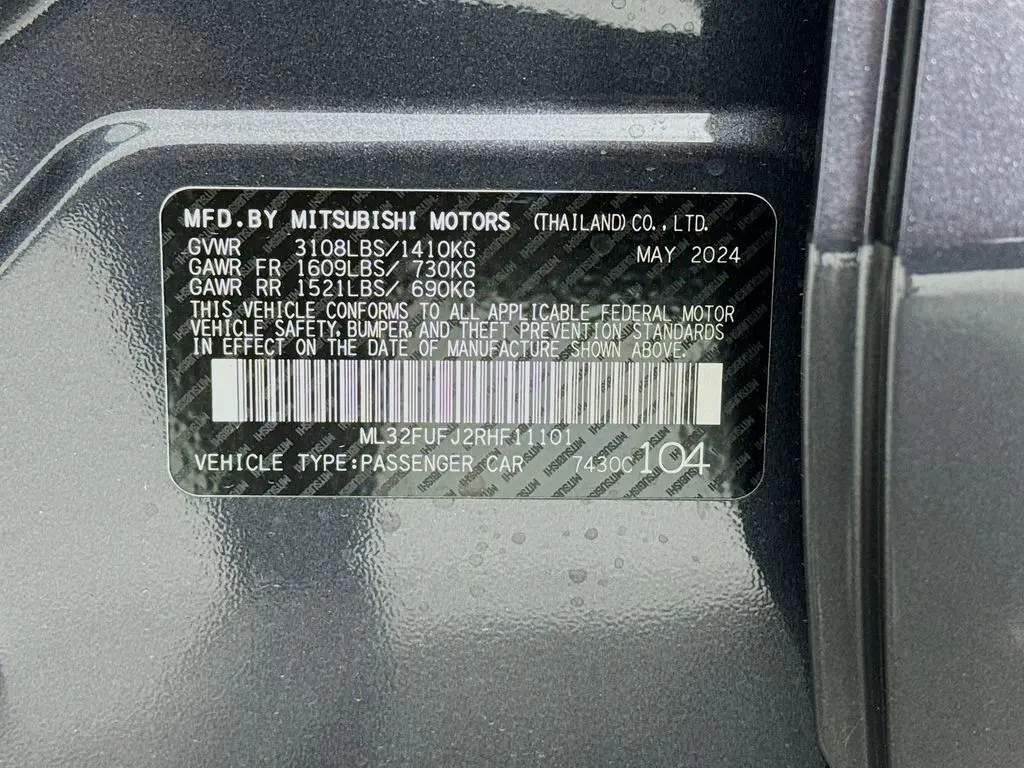 MFD.BY MITSUBISHI MOTORS (THAILAND) CO., LTD.
GVWR 3108LBS/1410KG MAY 2024
GAWR FR 1609LBS/ 730KG
GAWR RR 1521LBS/ 690KG
THIS VEHICLE CONFORMS TO ALL APPLICABLE FEDERAL MOTOR
VEHICLE SAFETY, BUMPER, AND THEFT PREVENTION STANDARDS
IN EFFECT ON THE DATE OF MANUFACTURE SHOWN ABOVE.
ML32FUFJ2RHF11101
VEHICLE TYPE:PASSENGER CAR 7430C 104